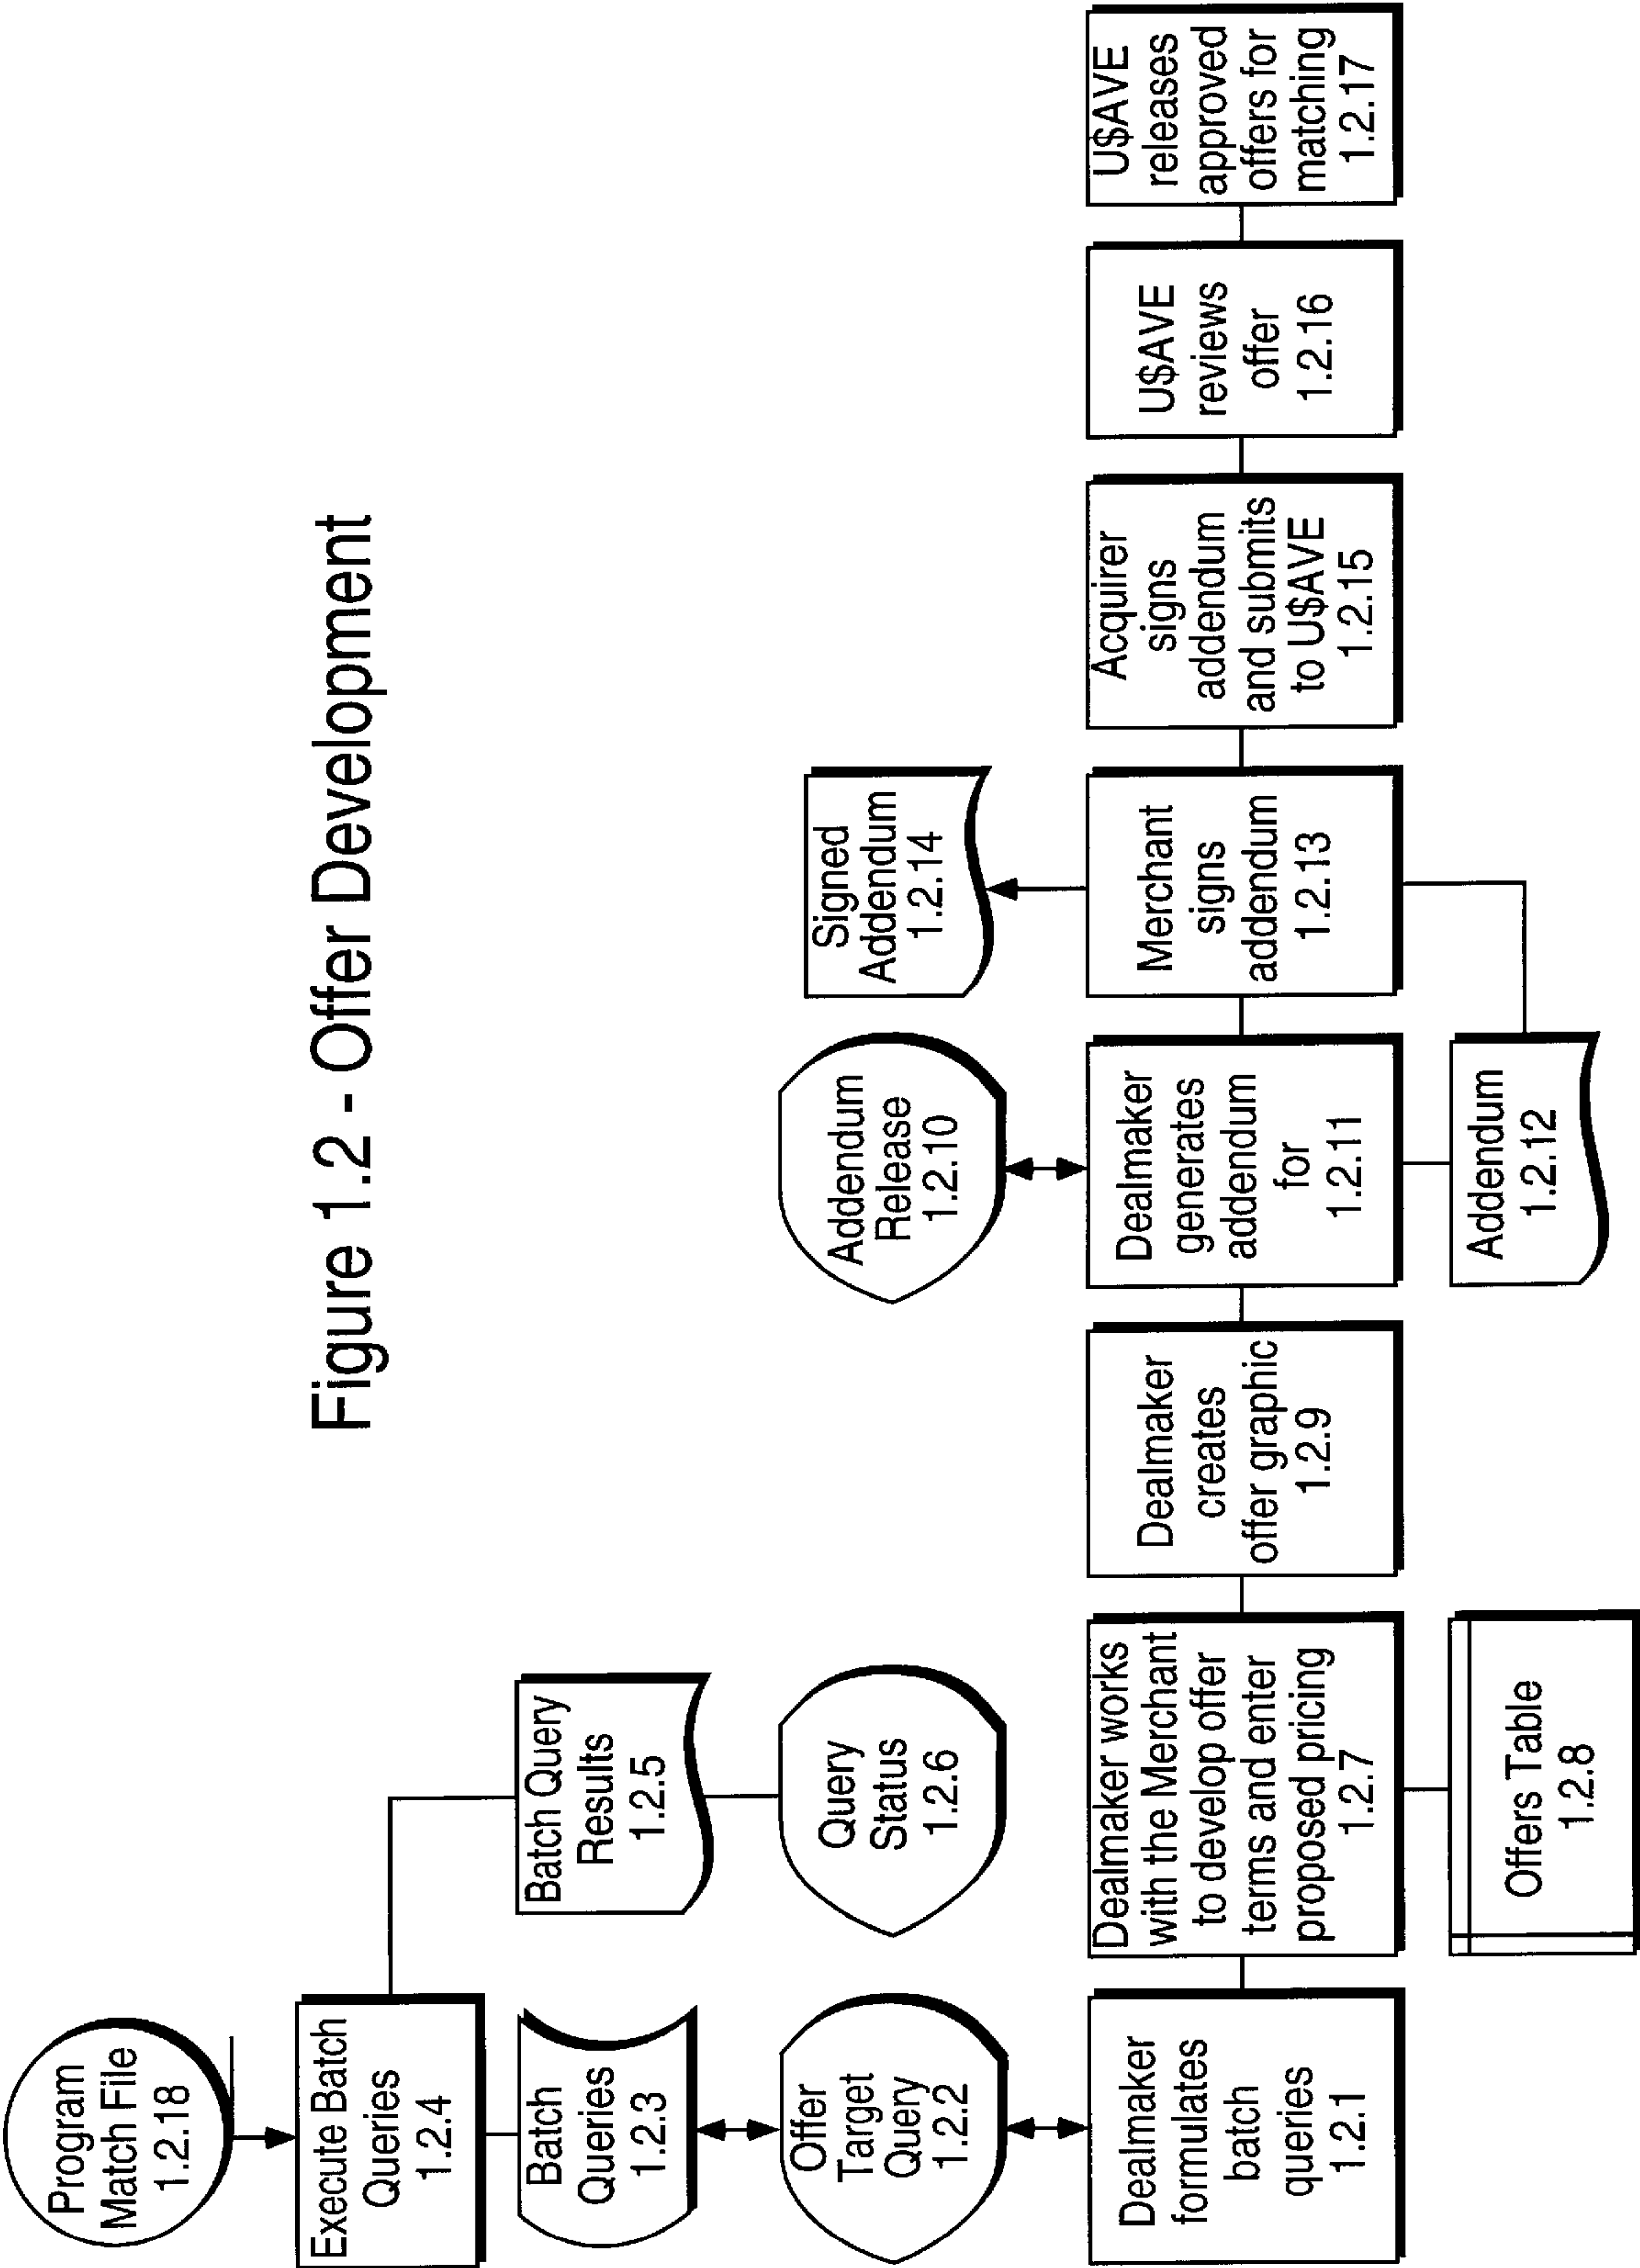 Figure 1.2 - Offer Development
Program
Match File
1.2.18
Execute Batch
Queries
1.2.4
Batch
Queries
1.2.3
Offer
Target
Query
1.2.2
Dealmaker
formulates
batch
queries
1.2.1
Batch Query
Results
1.2.5
Query
Status
1.2.6
Dealmaker works
with the Merchant
to develop offer
terms and enter
proposed pricing
1.2.7
Offers Table
1.2.8
Dealmaker
creates
offer graphic
1.2.9
Addendum
Release
1.2.10
Dealmaker
generates
addendum
for
1.2.11
Addendum
1.2.12
Signed
Addendum
1.2.14
Merchant
signs
addendum
1.2.13
Acquirer
signs
addendum
and submits
to U$AVE
1.2.15
U$AVE
reviews
offer
1.2.16
U$AVE
releases
approved
offers for
matching
1.2.17